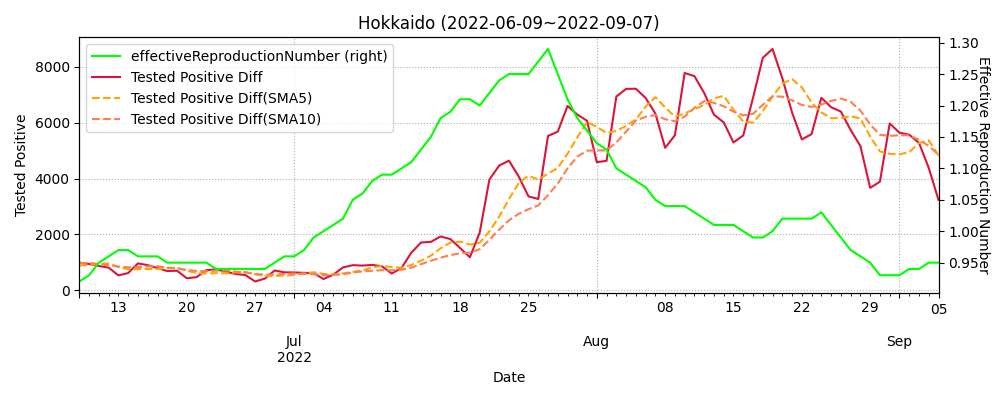 Hokkaido (2022-06-09~2022-09-07)
effectiveReproductionNumber (right)
Tested Positive Diff
Tested Positive Diff(SMA5)
Tested Positive Diff(SMA10)
Tested Positive
8000
6000
4000
2000
0
1.30
1.25
1.20
1.15
1.10
1.05
1.00
0.95
Effective Reproduction Number
13 20 27 04 11 18 25 08 15 22 29 05
Jul Aug Sep
2022
Date